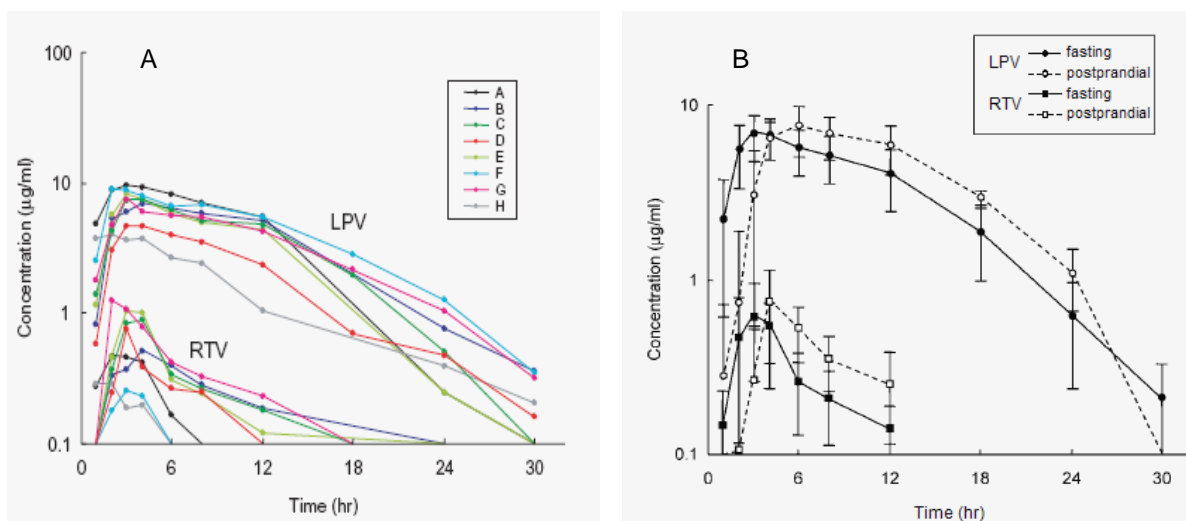 A
100
10
1
0.1
Concentration (µg/ml)
A
B
C
D
E
F
G
H
LPV
RTV
0 6 12 18 24 30
Time (hr)
B
LPV
fasting
postprandial
RTV
fasting
postprandial
10
1
0.1
Concentration (µg/ml)
0 6 12 18 24 30
Time (hr)